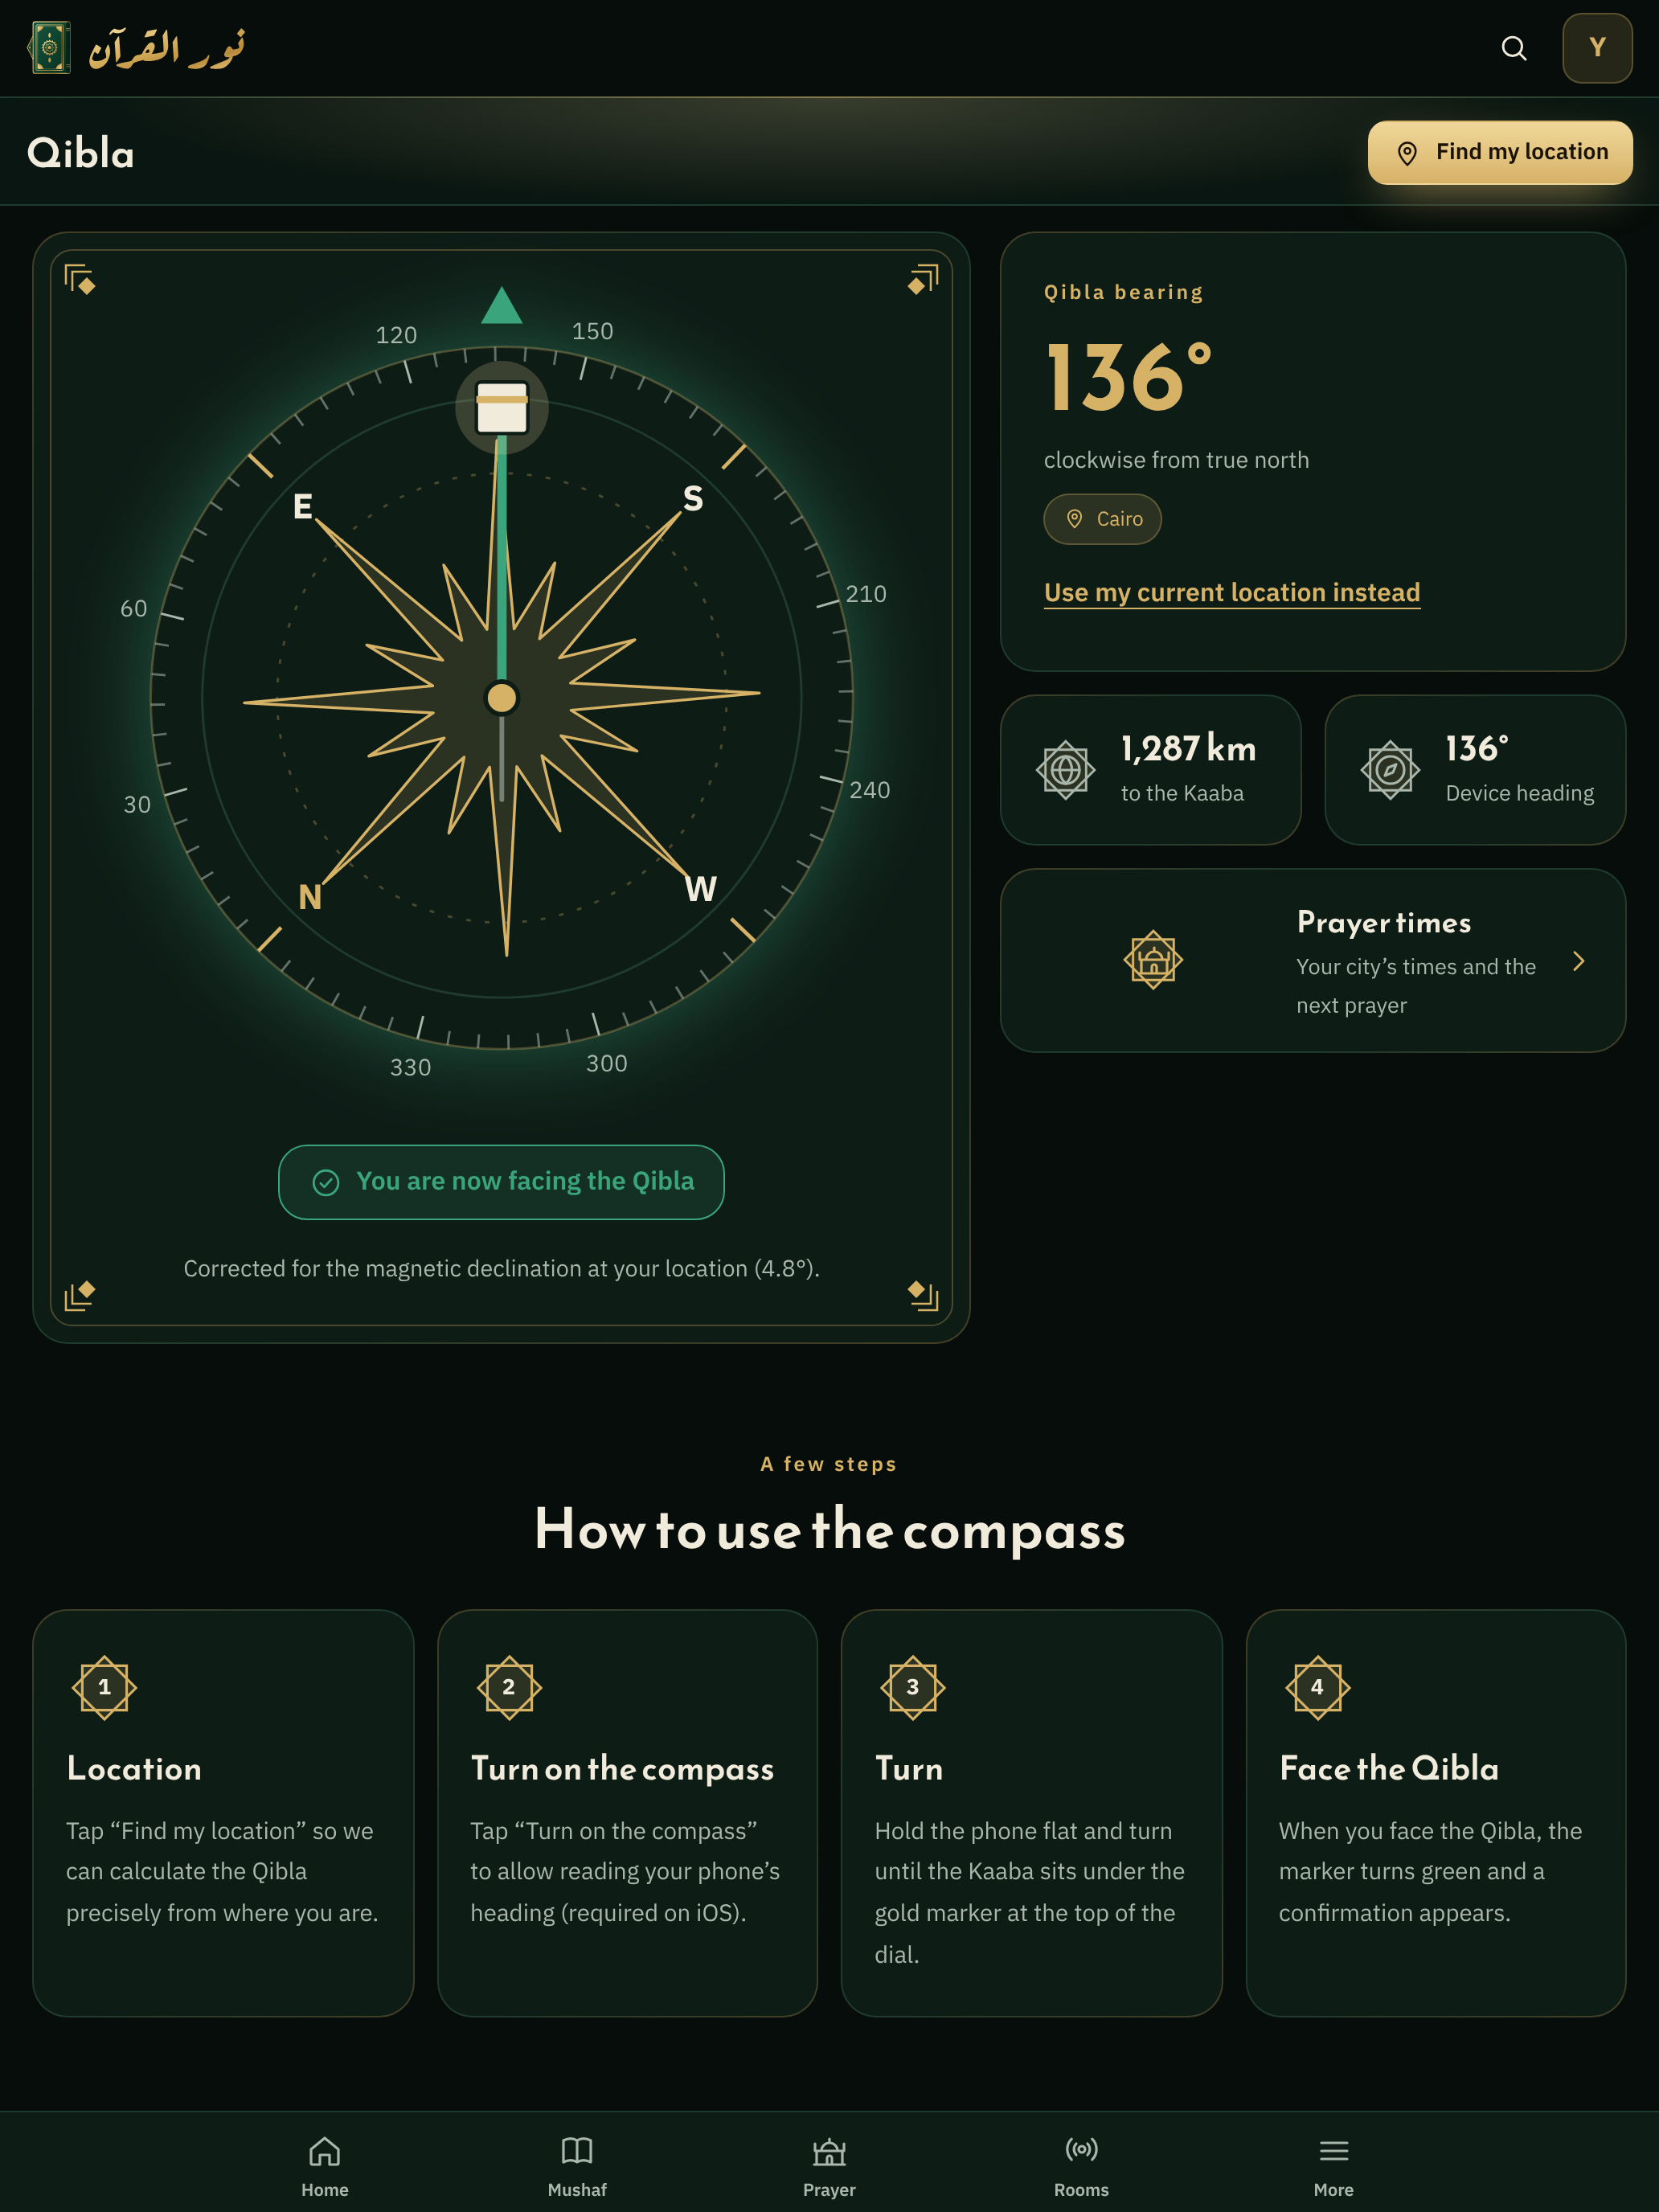 نور القرآن
Y
Qibla
Find my location
120
150
E
S
60
210
30
240
N
W
330
300
You are now facing the Qibla
Corrected for the magnetic declination at your location (4.8°).
Qibla bearing
136°
clockwise from true north
Cairo
Use my current location instead
1,287 km
to the Kaaba
136°
Device heading
Prayer times
Your city’s times and the
next prayer
A few steps
How to use the compass
1
Location
Tap “Find my location” so we
can calculate the Qibla
precisely from where you are.
2
Turn on the compass
Tap “Turn on the compass”
to allow reading your phone’s
heading (required on iOS).
3
Turn
Hold the phone flat and turn
until the Kaaba sits under the
gold marker at the top of the
dial.
4
Face the Qibla
When you face the Qibla, the
marker turns green and a
confirmation appears.
Home
Mushaf
Prayer
Rooms
More